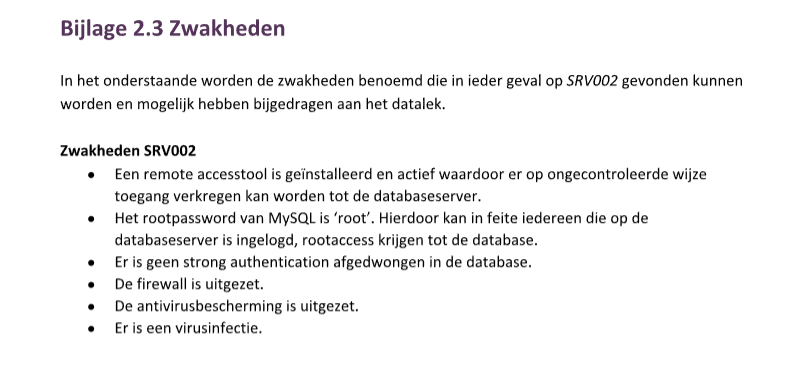 Bijlage 2.3 Zwakheden
In het onderstaande worden de zwakheden benoemd die in ieder geval op SRV002 gevonden kunnen
worden en mogelijk hebben bijgedragen aan het datalek.
Zwakheden SRV002
• Een remote accesstool is geïnstalleerd en actief waardoor er op ongecontroleerde wijze
toegang verkregen kan worden tot de databaseserver.
• Het rootpassword van MySQL is ‘root’. Hierdoor kan in feite iedereen die op de
databaseserver is ingelogd, rootaccess krijgen tot de database.
• Er is geen strong authentication afgedwongen in de database.
• De firewall is uitgezet.
• De antivirusbescherming is uitgezet.
• Er is een virusinfectie.